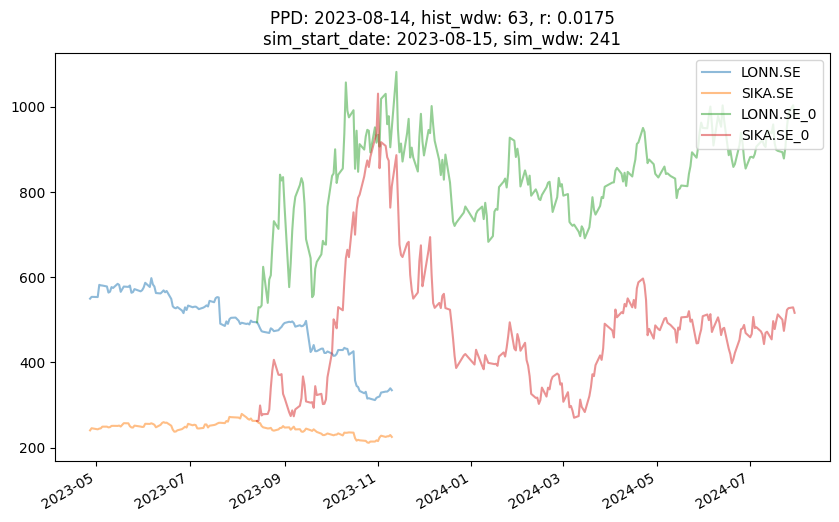 PPD: 2023-08-14, hist_wdw: 63, r: 0.0175
sim_start_date: 2023-08-15, sim_wdw: 241
LONN.SE
SIKA.SE
LONN.SE_0
SIKA.SE_0
1000
800
600
400
200
2023-05
2023-07
2023-09
2023-11
2024-01
2024-03
2024-05
2024-07